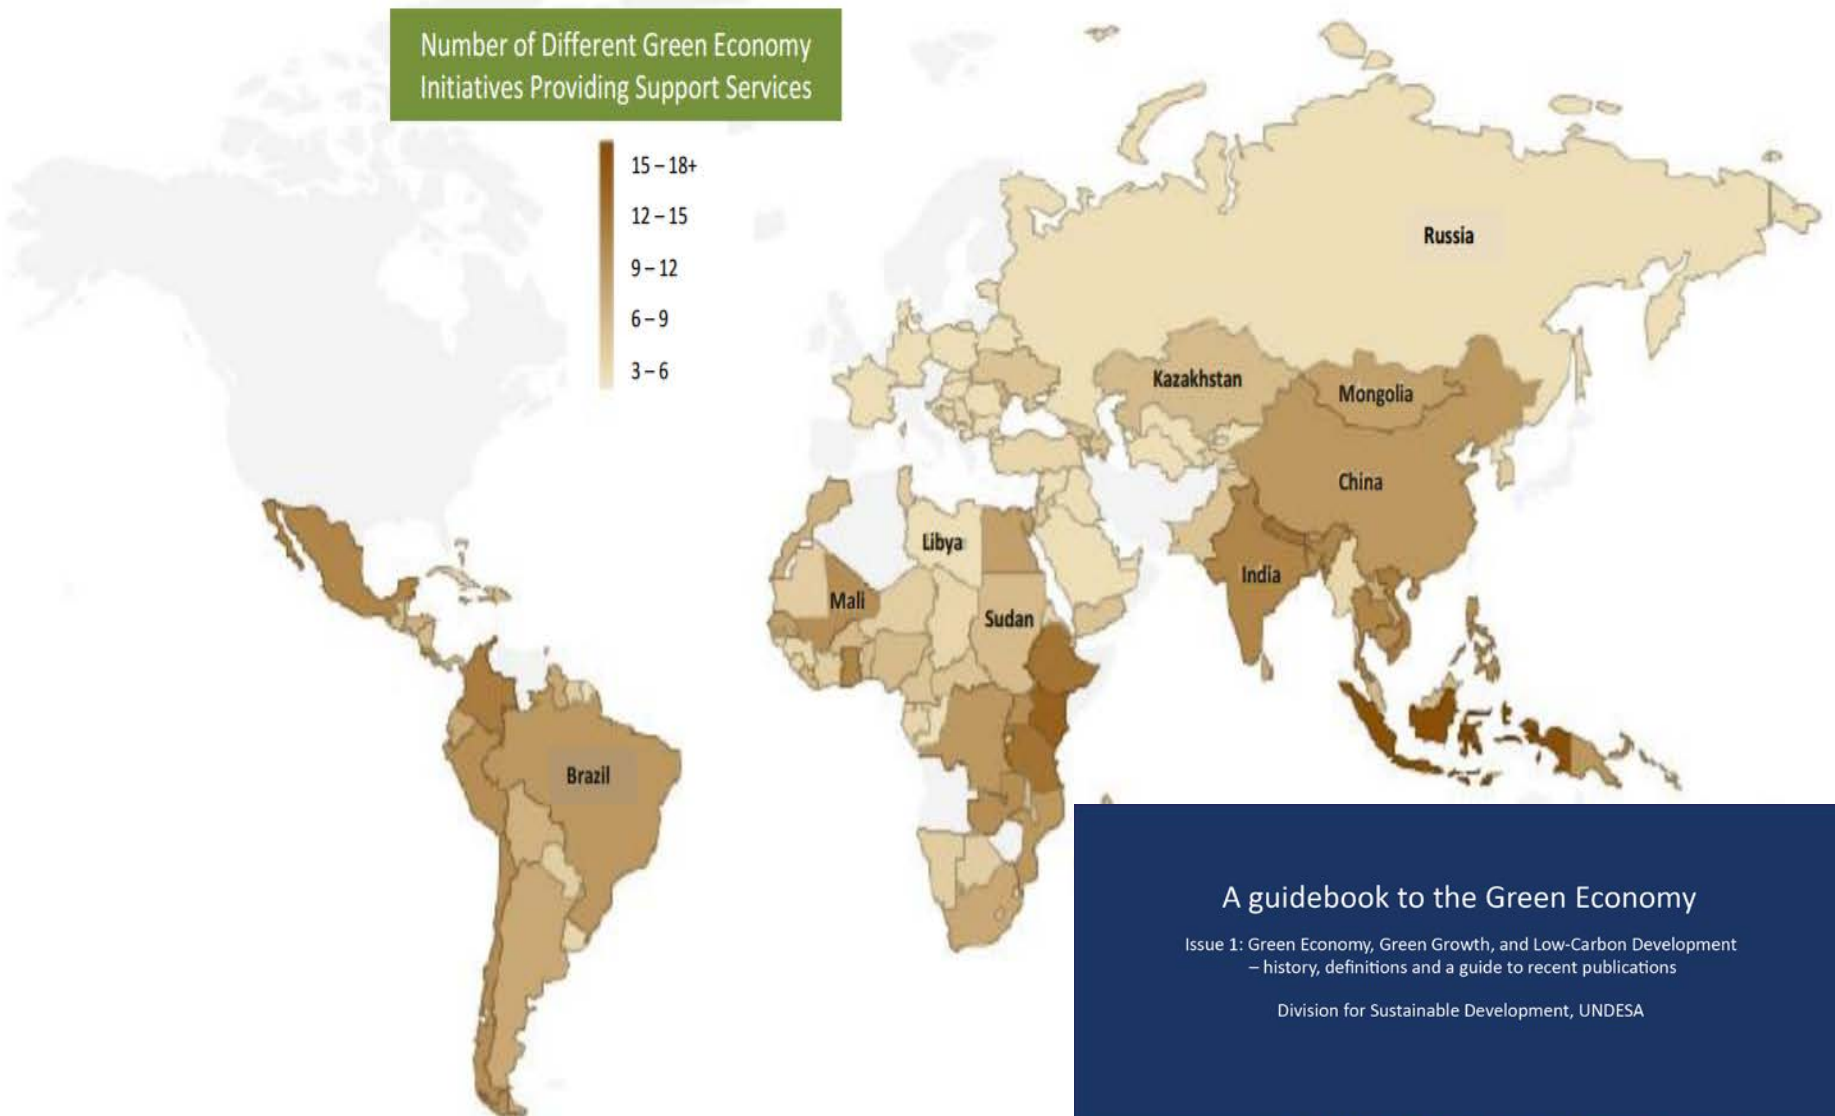 Number of Different Green Economy
Initiatives Providing Support Services
15 – 18+
12 – 15
9 – 12
6 – 9
3 – 6
Russia
Kazakhstan
Mongolia
China
Libya
India
Mali
Sudan
Brazil
A guidebook to the Green Economy
Issue 1: Green Economy, Green Growth, and Low-Carbon Development
– history, definitions and a guide to recent publications
Division for Sustainable Development, UNDESA